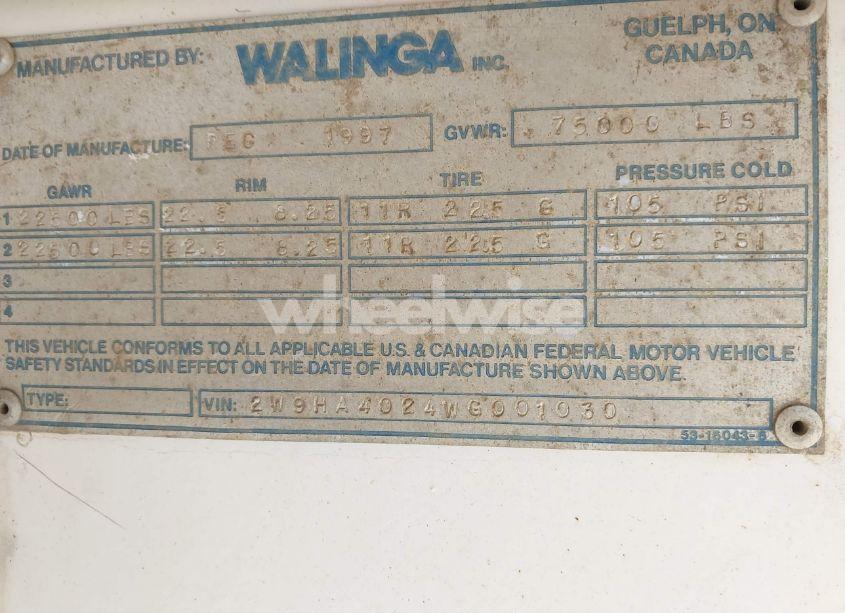 MANUFACTURED BY: WALINGA INC. GUELPH, ON CANADA
DATE OF MANUFACTURE: DEC 1997 GVWR: 75000 LBS
GAWR RIM TIRE PRESSURE COLD
1 22500 LBS 22.5 8.25 11R 22.5 G 105 PSI
2 22500 LBS 22.5 8.25 11R 22.5 G 105 PSI
3
4
wheelwise
THIS VEHICLE CONFORMS TO ALL APPLICABLE U.S. & CANADIAN FEDERAL MOTOR VEHICLE
SAFETY STANDARDS IN EFFECT ON THE DATE OF MANUFACTURE SHOWN ABOVE.
TYPE: VIN: 2W9HA4024WG001030
53-16043-6